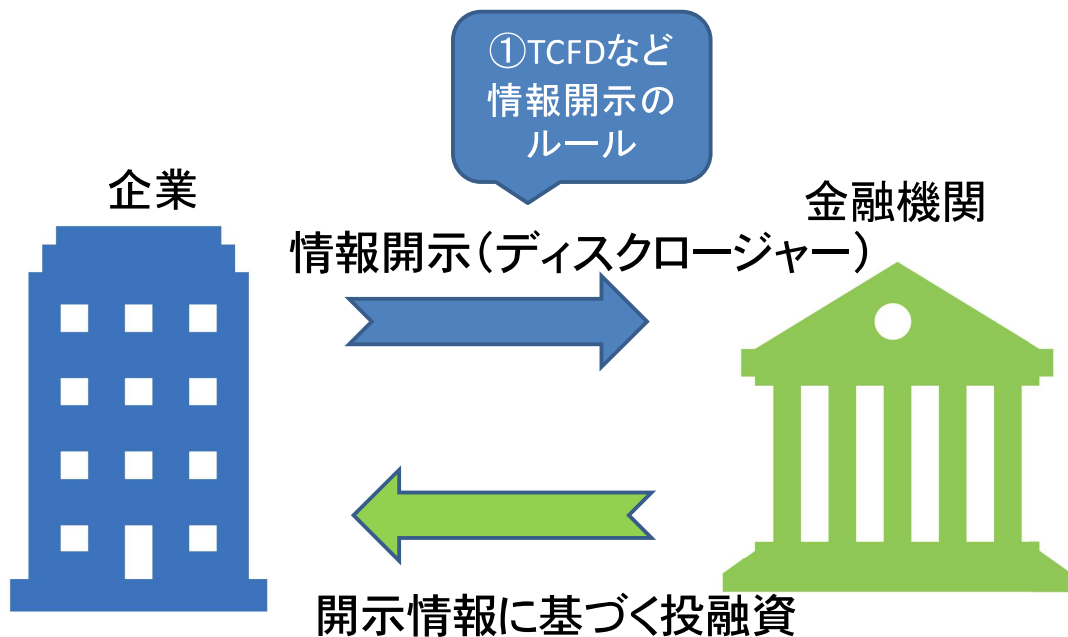 ①TCFDなど
情報開示の
ルール
企業
金融機関
情報開示(ディスクロージャー)
開示情報に基づく投融資